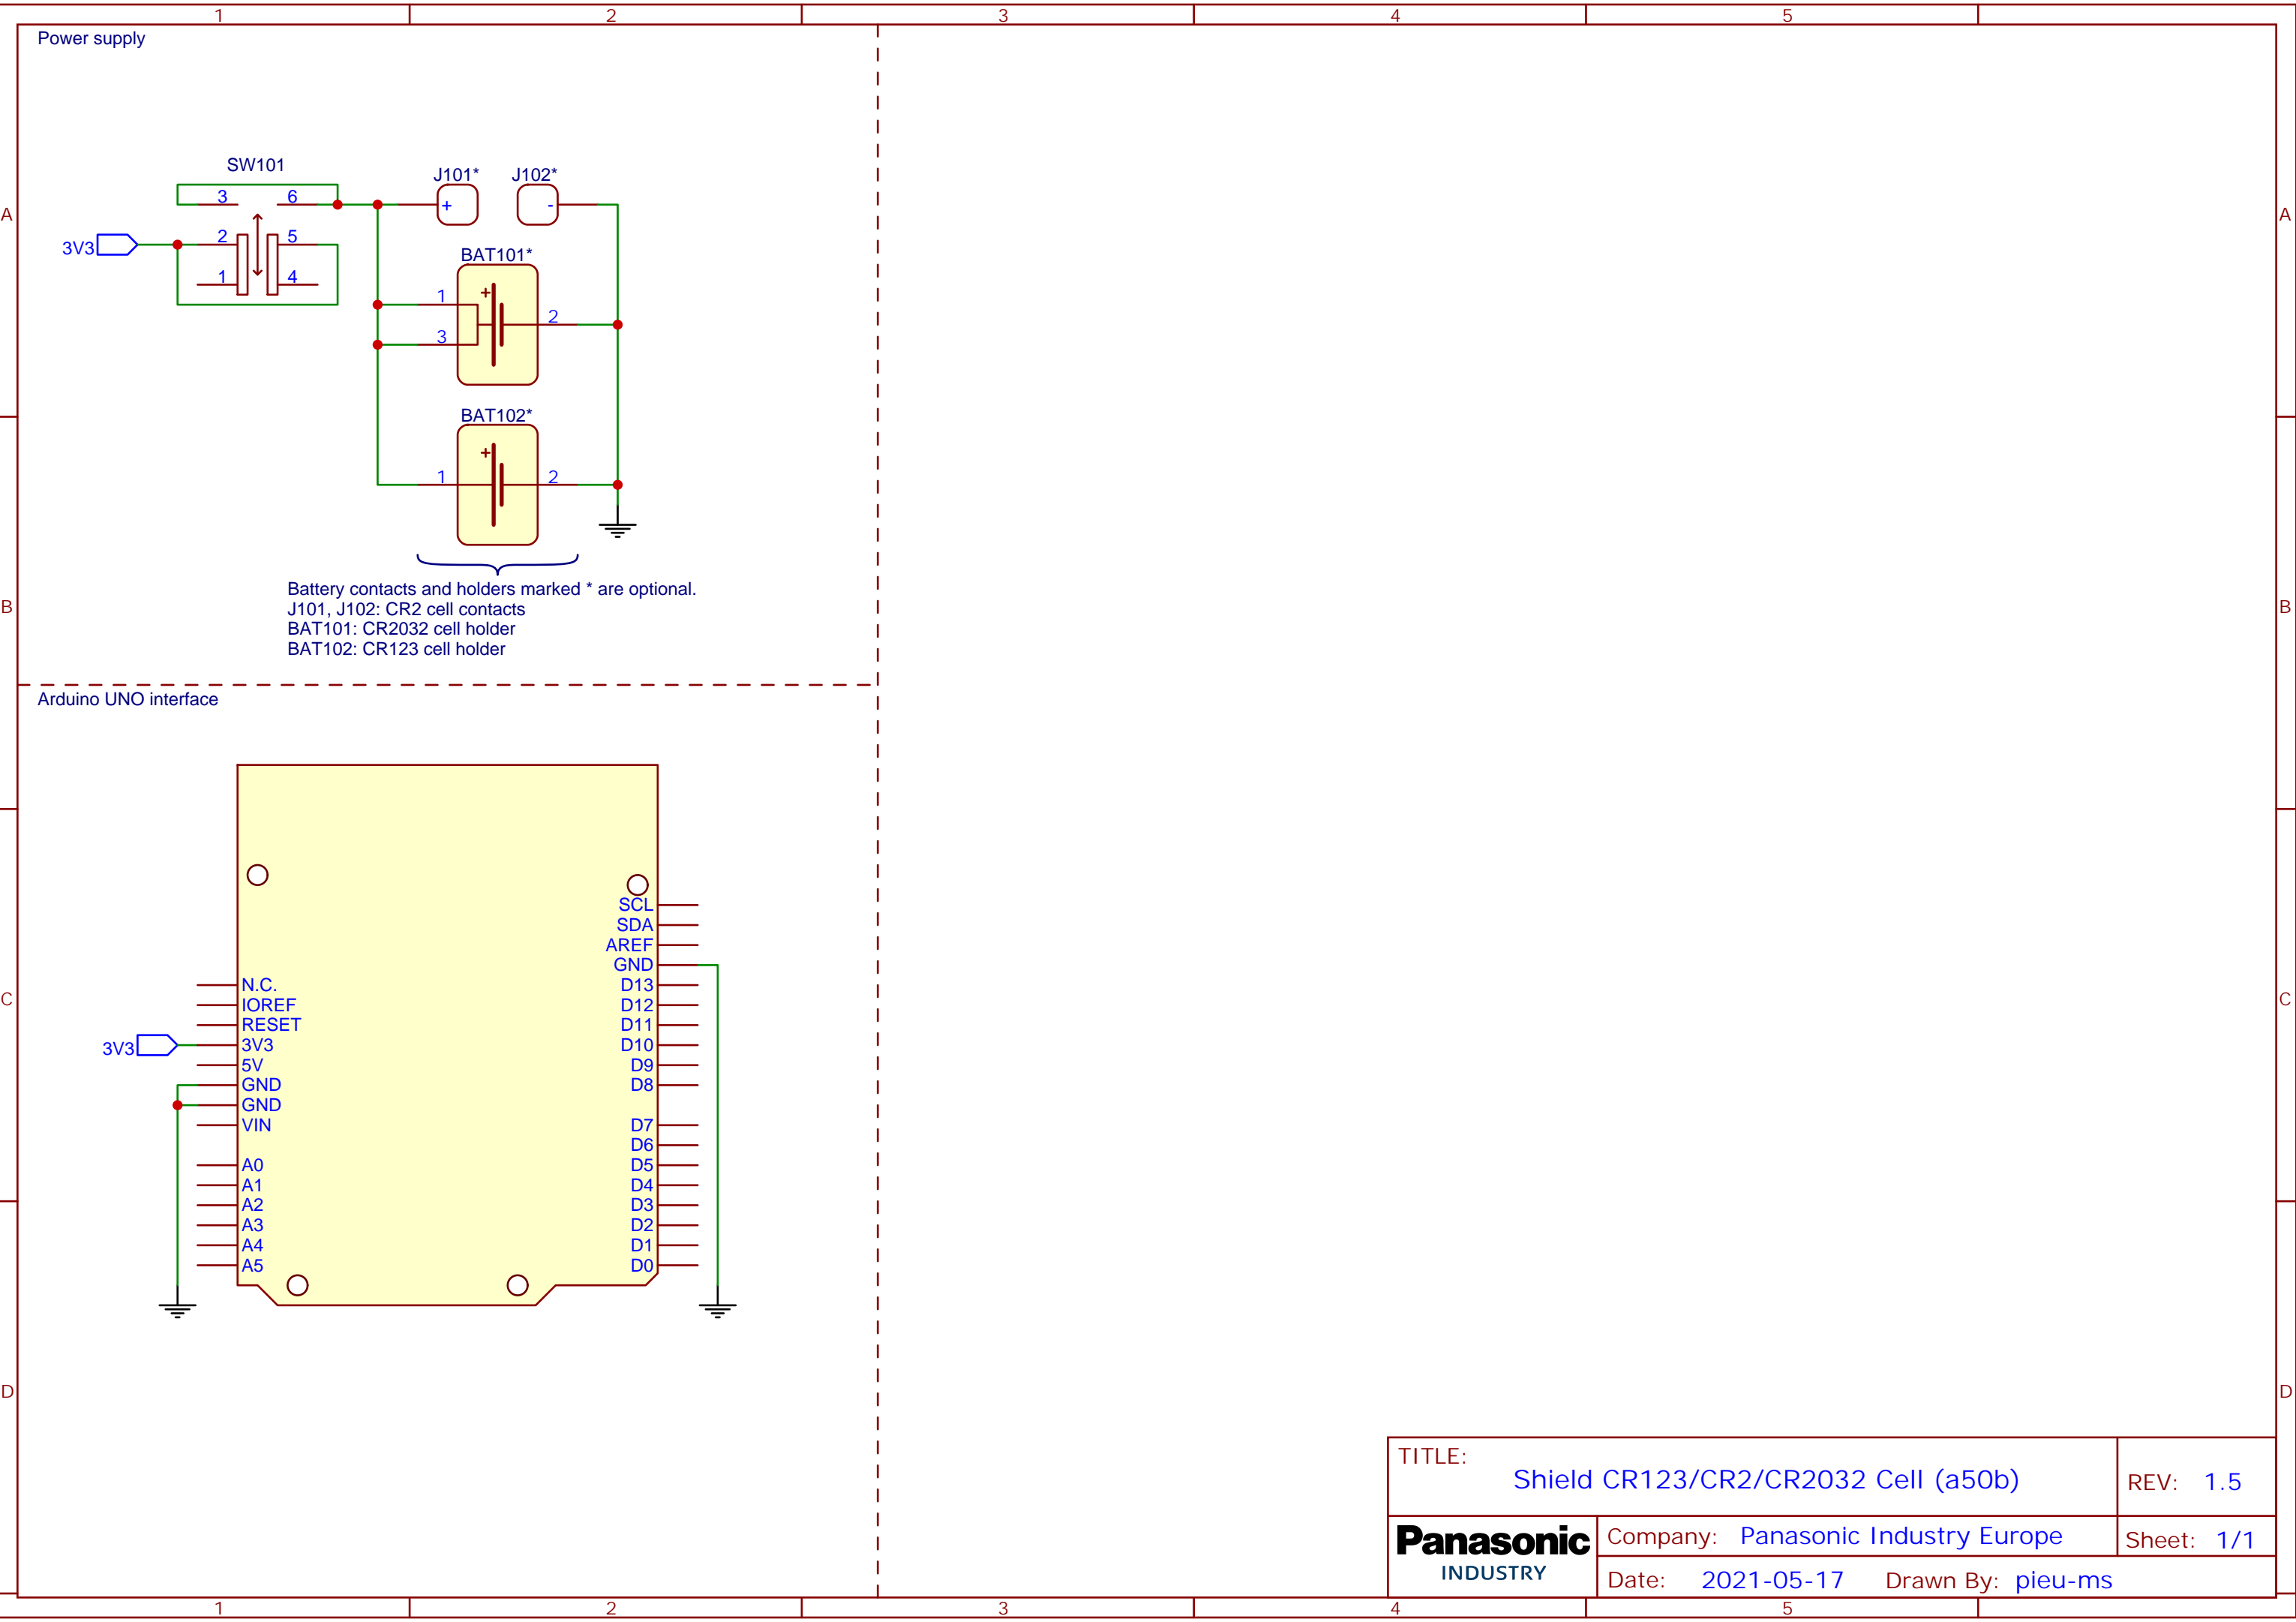 1 2 3 4 5
Power supply
SW101
3 6
2 5
1 4
3V3
J101* J102*
+ -
BAT101*
+
1 2
3
A A
BAT102*
+
1 2
Battery contacts and holders marked * are optional.
J101, J102: CR2 cell contacts
BAT101: CR2032 cell holder
BAT102: CR123 cell holder
B B
Arduino UNO interface
SCL
SDA
AREF
GND
N.C. D13
IOREF D12
RESET D11
3V3 3V3 D10
5V D9
GND D8
GND
VIN D7
D6
A0 D5
A1 D4
A2 D3
A3 D2
A4 D1
A5 D0
C C
D D
TITLE:
Shield CR123/CR2/CR2032 Cell (a50b)
REV: 1.5
Panasonic
INDUSTRY
Company: Panasonic Industry Europe
Sheet: 1/1
Date: 2021-05-17 Drawn By: pieu-ms
1 2 3 4 5